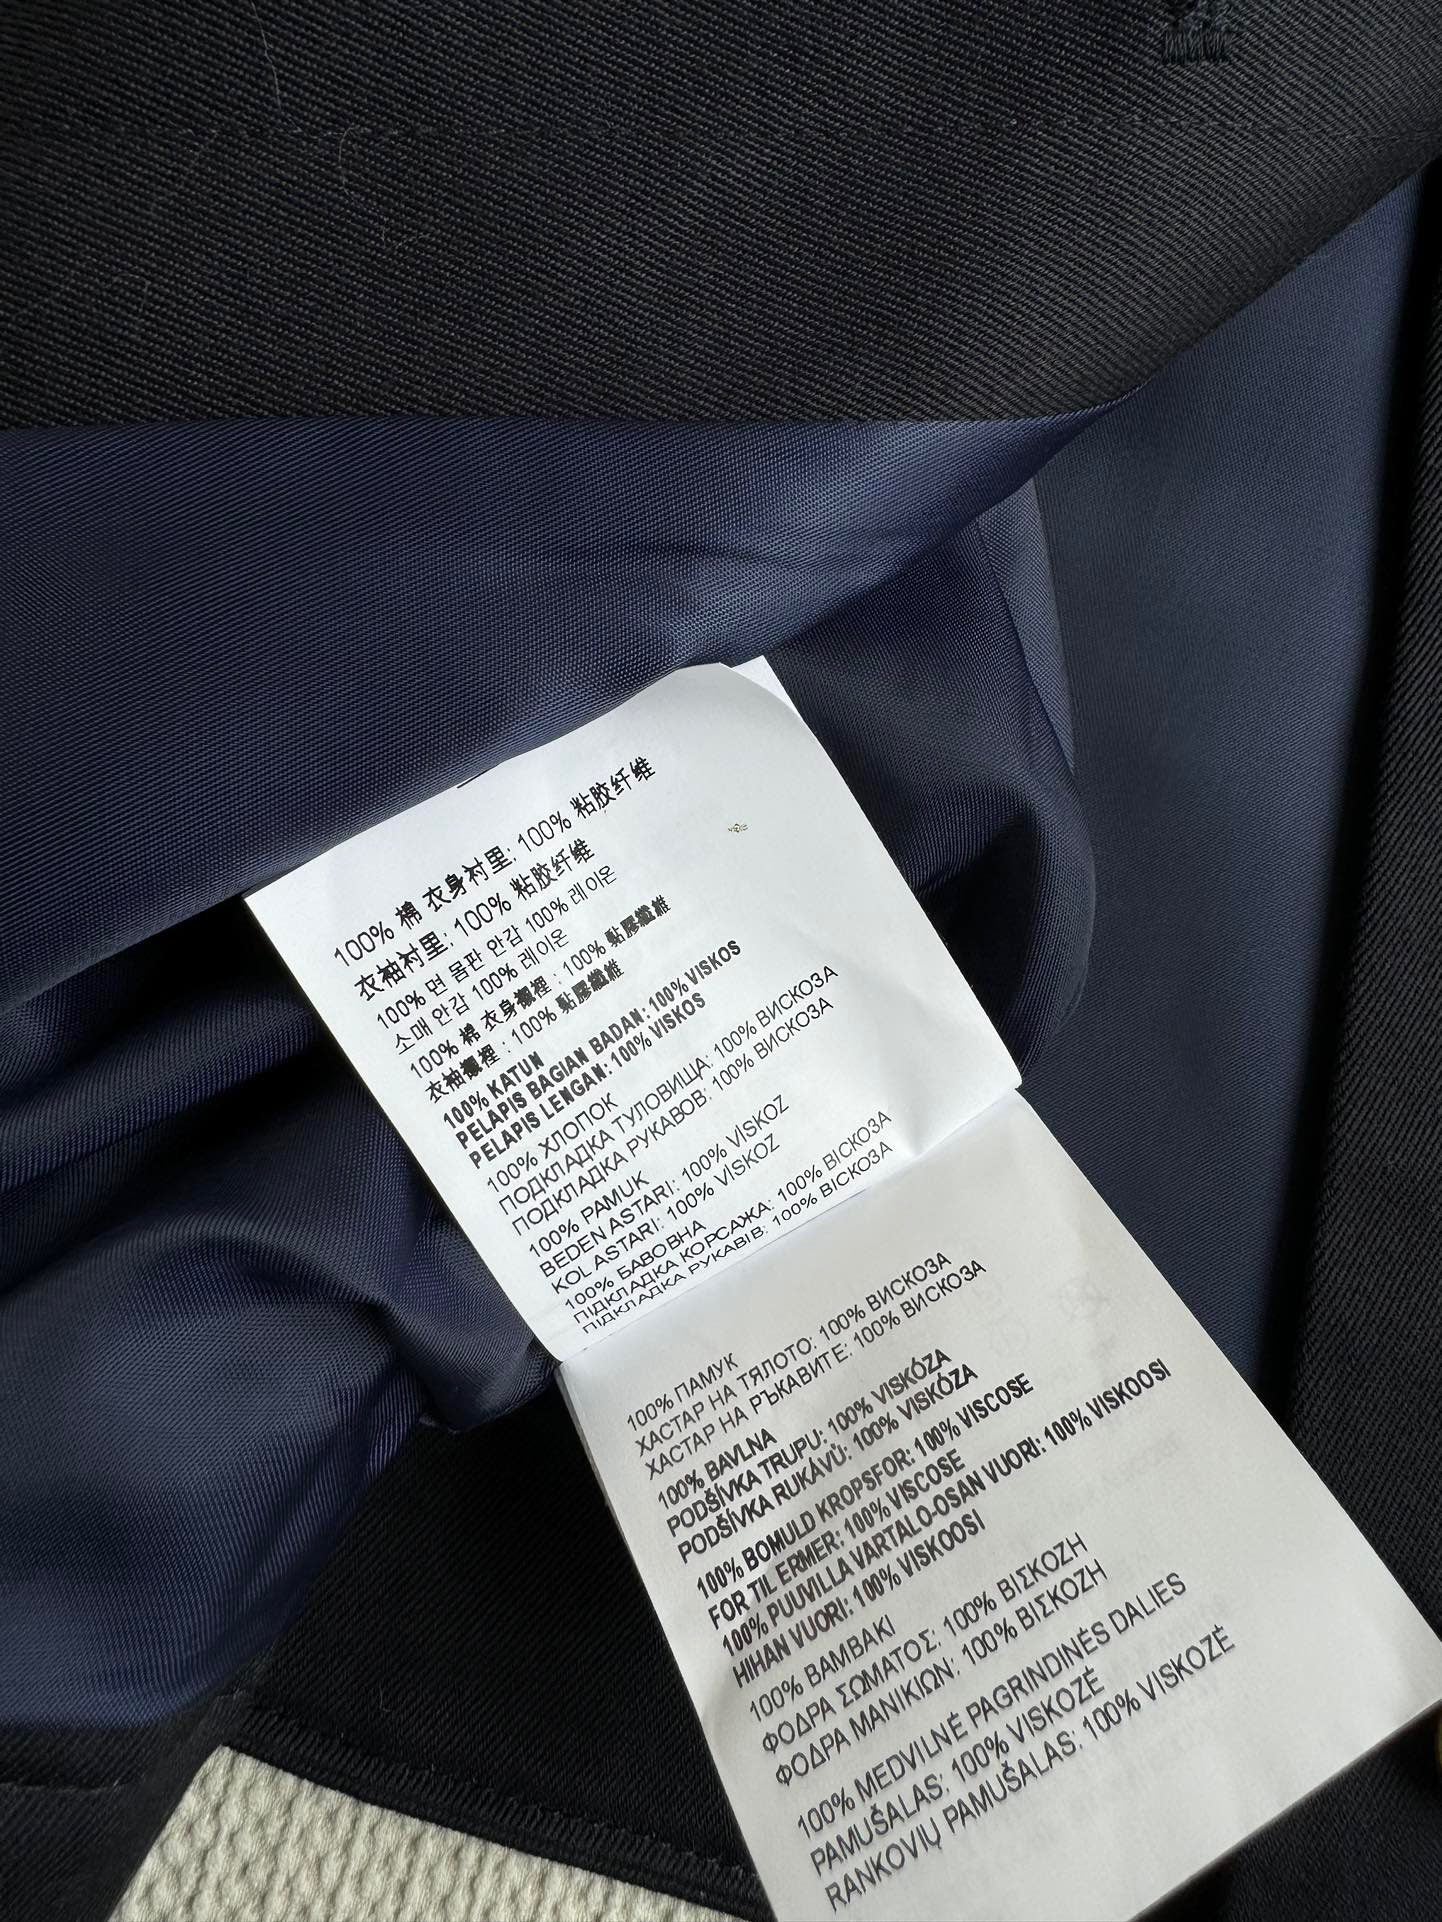 100% 棉 衣身衬里: 100% 粘胶纤维
衣袖衬里: 100% 粘胶纤维
100% 면 몸판 안감 100% 레이온
소매 안감 100% 레이온
100% 棉 衣身襯裡 : 100% 黏膠纖維
衣袖襯裡 : 100% 黏膠纖維
100% KATUN
PELAPIS BAGIAN BADAN: 100% VISKOS
PELAPIS LENGAN: 100% VISKOS
100% ХЛОПОК
ПОДКЛАДКА ТУЛОВИЩА: 100% ВИСКОЗА
ПОДКЛАДКА РУКАВОВ: 100% ВИСКОЗА
100% PAMUK
BEDEN ASTARI: 100% VİSKOZ
KOL ASTARI: 100% VİSKOZ
100% БАВОВНА
ПІДКЛАДКА КОРСАЖА: 100% ВІСКОЗА
ПІДКЛАДКА РУКАВІВ: 100% ВІСКОЗА
100% ПАМУК
ХАСТАР НА ТЯЛОТО: 100% ВИСКОЗА
ХАСТАР НА РЪКАВИТЕ: 100% ВИСКОЗА
100% BAVLNA
PODŠÍVKA TRUPU: 100% VISKÓZA
PODŠÍVKA RUKÁVŮ: 100% VISKÓZA
100% BOMULD KROPSFOR: 100% VISCOSE
FOR TIL ERMER: 100% VISCOSE
100% PUUVILLA VARTALO-OSAN VUORI: 100% VISKOOSI
HIHAN VUORI: 100% VISKOOSI
100% ΒΑΜΒΑΚΙ
ΦΟΔΡΑ ΣΩΜΑΤΟΣ: 100% ΒΙΣΚΟΖΗ
ΦΟΔΡΑ ΜΑΝΙΚΙΩΝ: 100% ΒΙΣΚΟΖΗ
100% MEDVILNĖ PAGRINDINĖS DALIES
PAMUŠALAS: 100% VISKOZĖ
RANKOVIŲ PAMUŠALAS: 100% VISKOZĖ